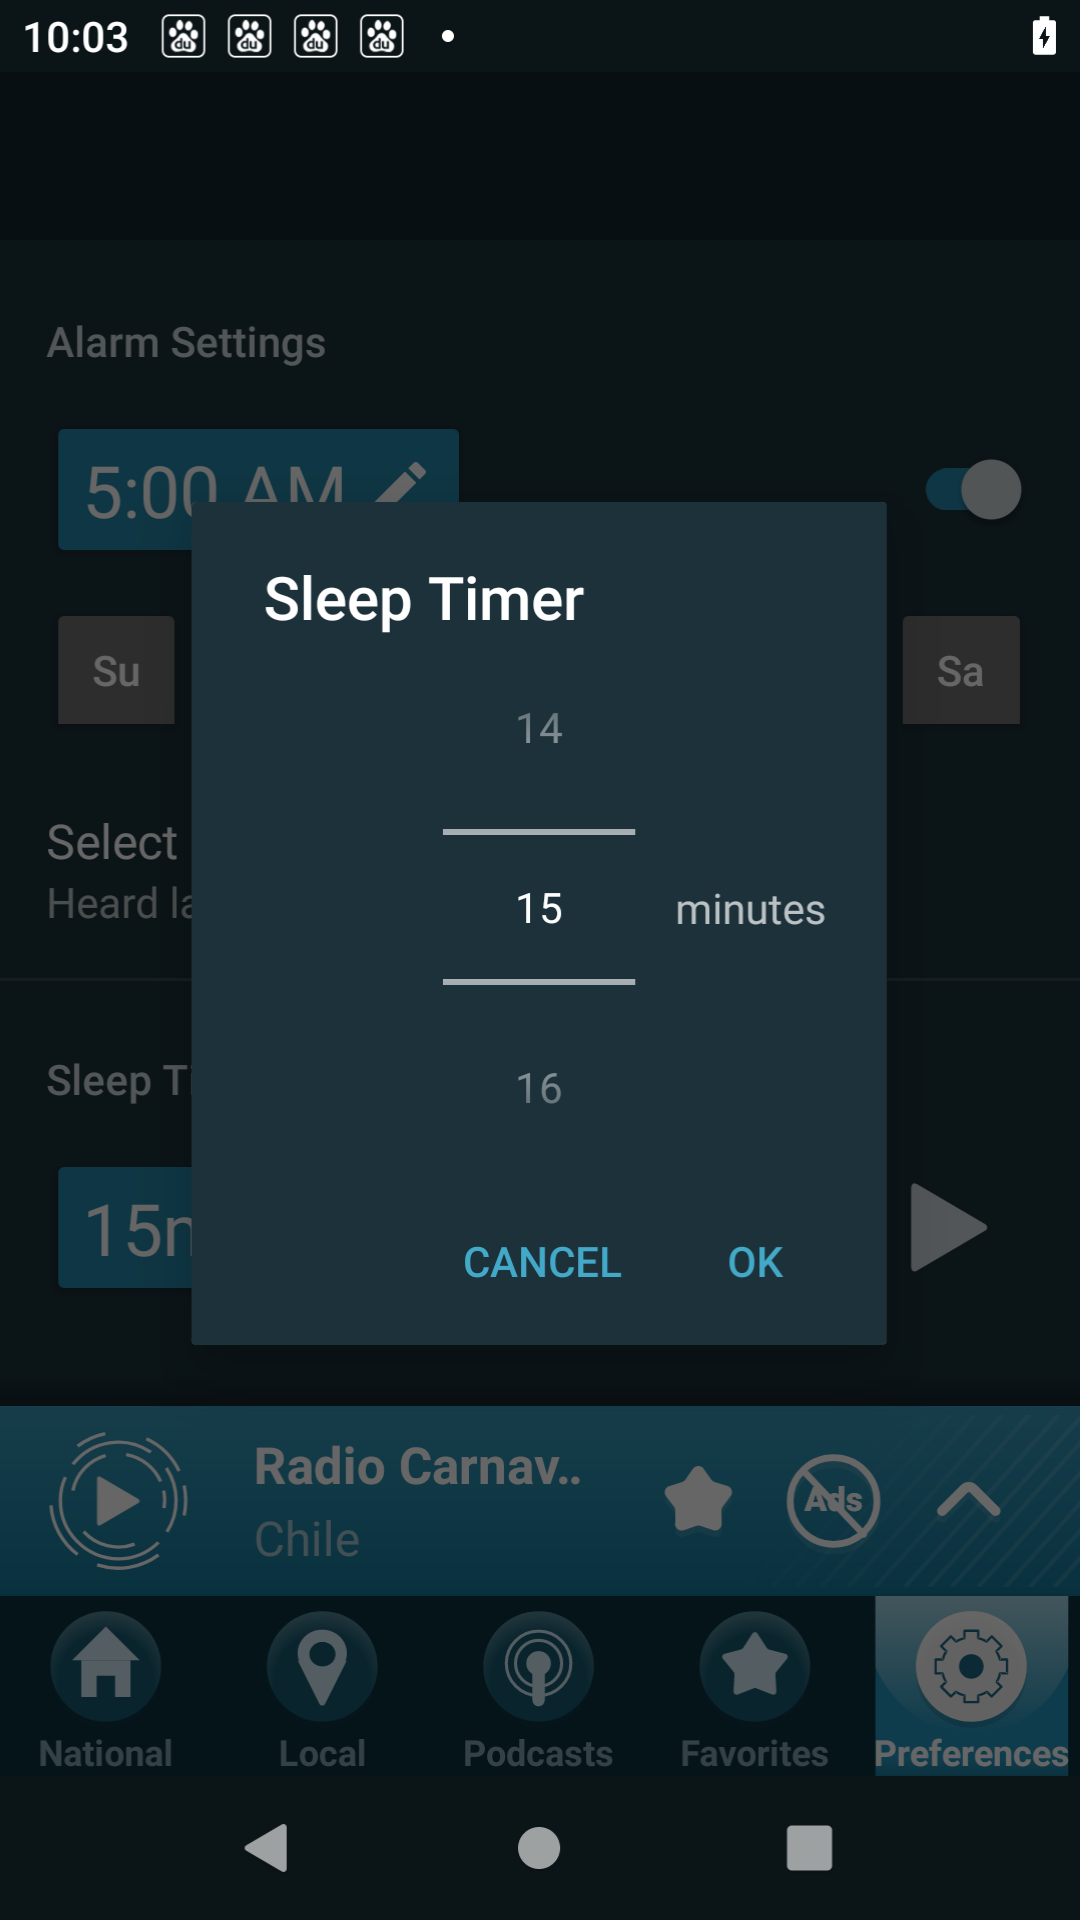 10:03
Alarm Settings
5:00 AM
Su
Sa
Select
Heard la
Sleep Timer
14
15 minutes
16
CANCEL OK
Sleep Ti
15m
Radio Carnav..
Chile
Ads
National Local Podcasts Favorites Preferences